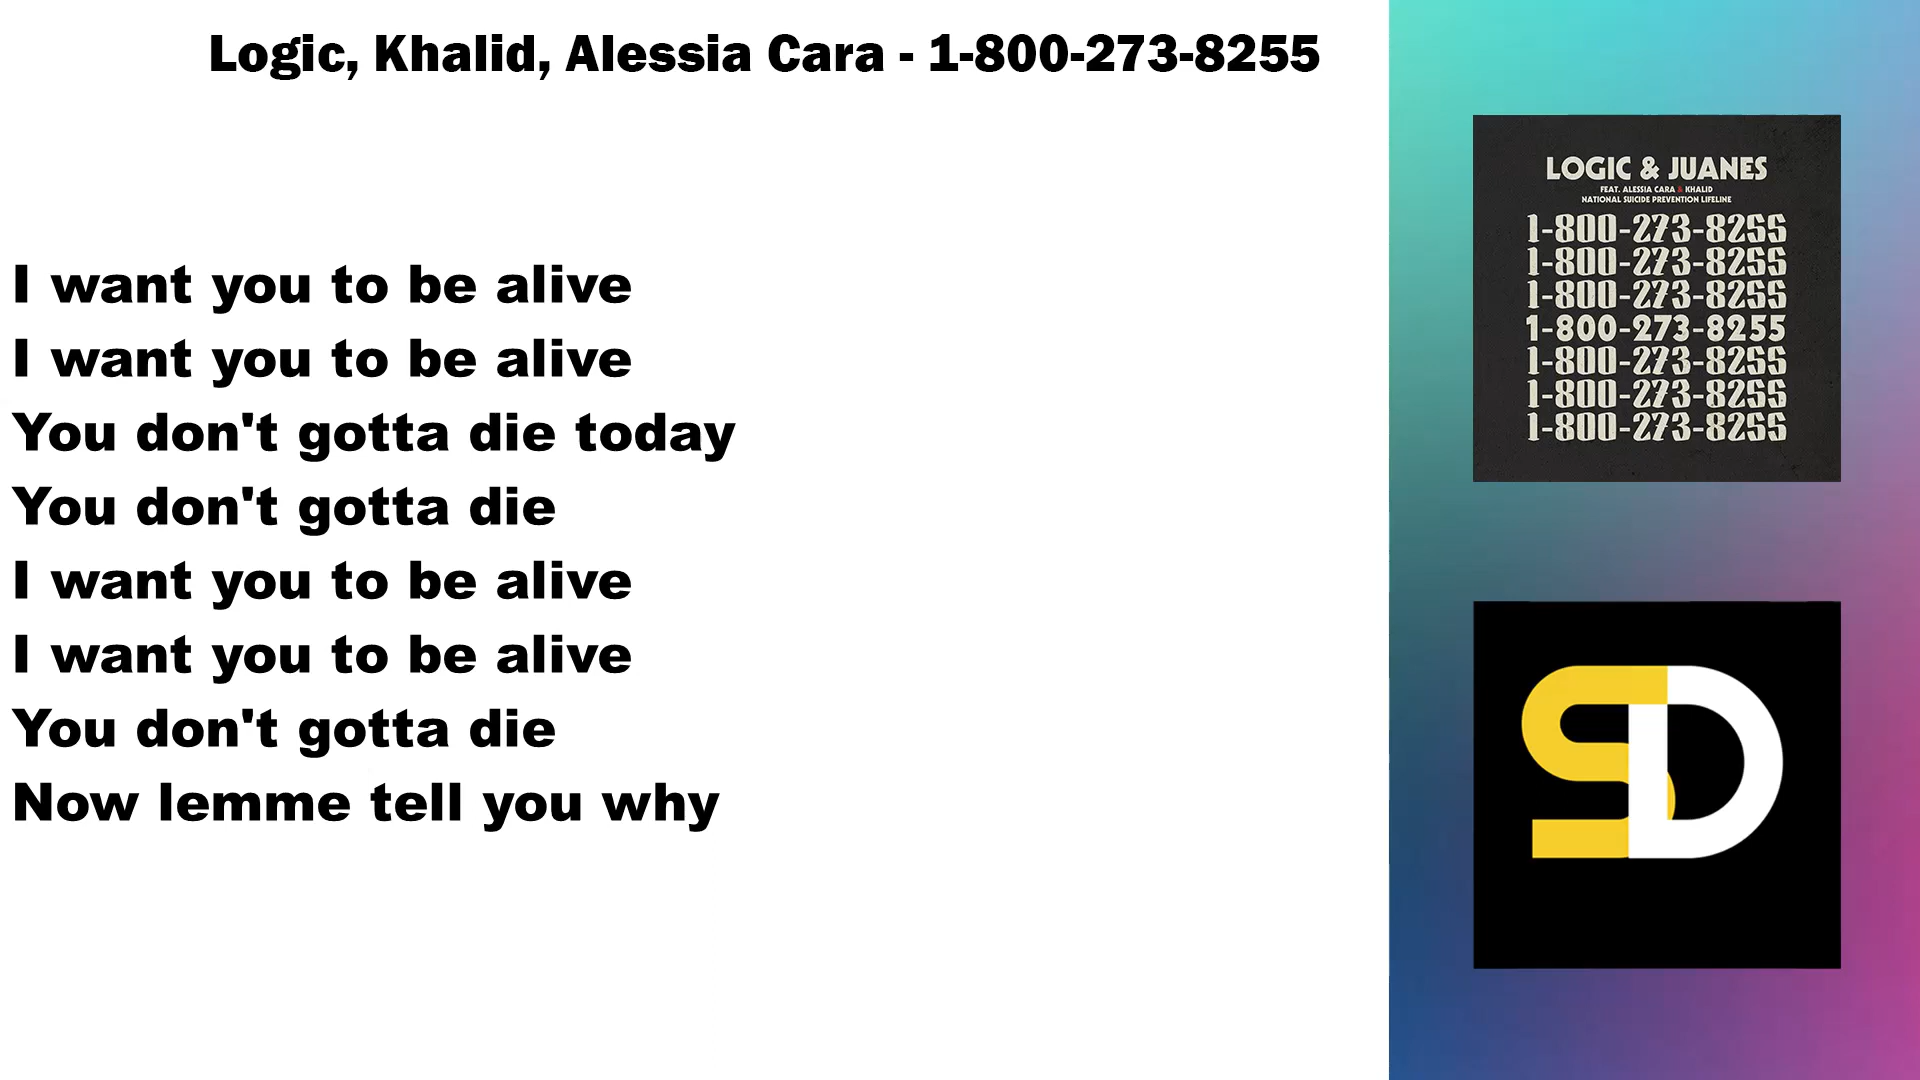 Logic, Khalid, Alessia Cara - 1-800-273-8255
I want you to be alive
I want you to be alive
You don't gotta die today
You don't gotta die
I want you to be alive
I want you to be alive
You don't gotta die
Now lemme tell you why
LOGIC & JUANES
FEAT. ALESSIA CARA & KHALID
NATIONAL SUICIDE PREVENTION LIFELINE
1-800-273-8255
1-800-273-8255
1-800-273-8255
1-800-273-8255
1-800-273-8255
1-800-273-8255
1-800-273-8255
SD